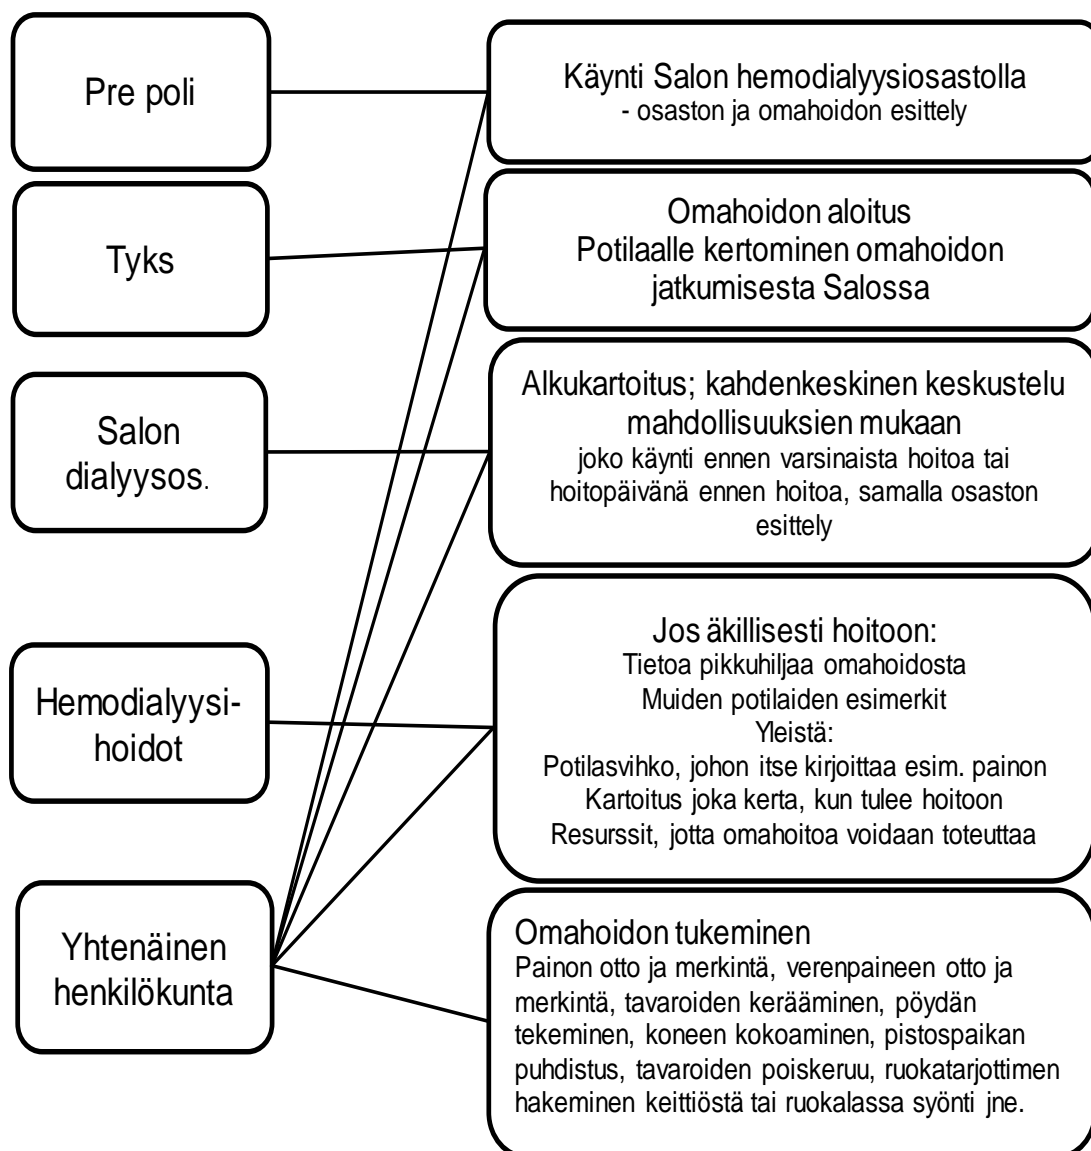 Pre poli
Käynti Salon hemodialyysiosastolla
- osaston ja omahoidon esittely
Tyks
Omahoidon aloitus
Potilaalle kertominen omahoidon
jatkumisesta Salossa
Salon
dialyysos.
Alkukartoitus; kahdenkeskinen keskustelu
mahdollisuuksien mukaan
joko käynti ennen varsinaista hoitoa tai
hoitopäivänä ennen hoitoa, samalla osaston
esittely
Hemodialyysi-
hoidot
Jos äkillisesti hoitoon:
Tietoa pikkuhiljaa omahoidosta
Muiden potilaiden esimerkit
Yleistä:
Potilasvihko, johon itse kirjoittaa esim. painon
Kartoitus joka kerta, kun tulee hoitoon
Resurssit, jotta omahoitoa voidaan toteuttaa
Yhtenäinen
henkilökunta
Omahoidon tukeminen
Painon otto ja merkintä, verenpaineen otto ja
merkintä, tavaroiden kerääminen, pöydän
tekeminen, koneen kokoaminen, pistospaikan
puhdistus, tavaroiden poiskeruu, ruokatarjottimen
hakeminen keittiöstä tai ruokalassa syönti jne.